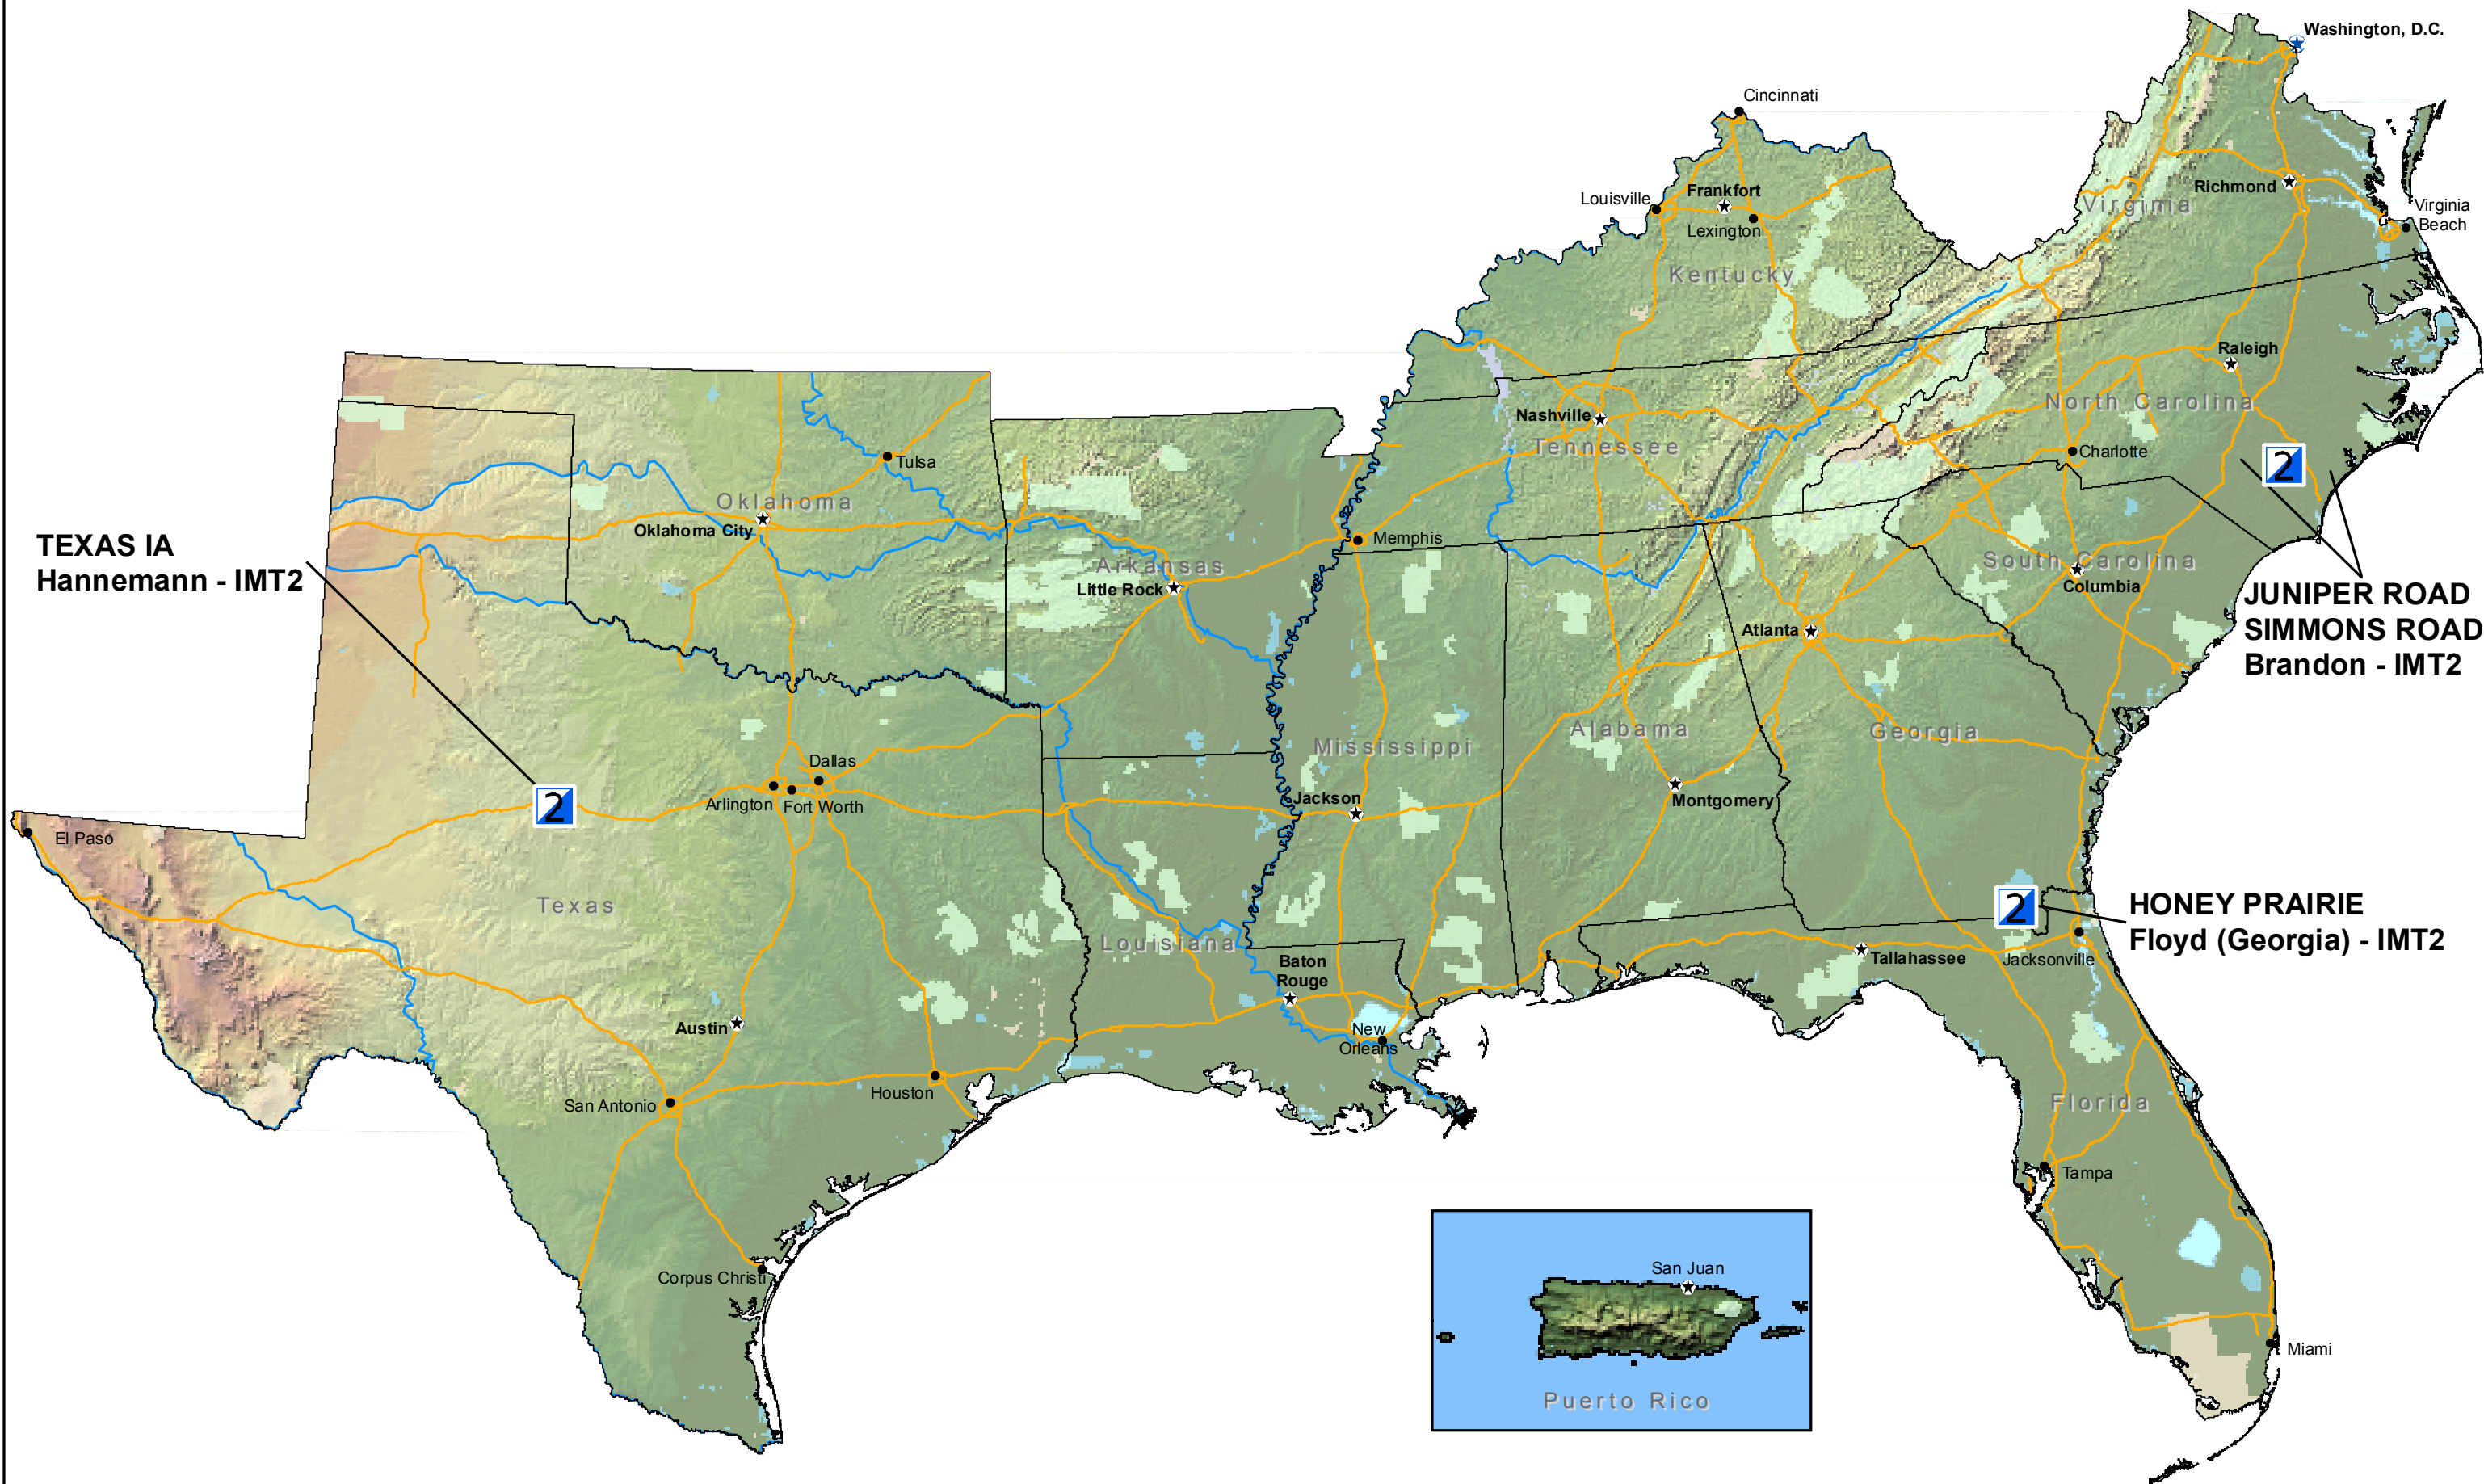 Washington, D.C.
Cincinnati
Louisville
Frankfort
Lexington
Kentucky
Richmond
Virginia
Virginia
Beach
Raleigh
North Carolina
Nashville
Tennessee
Charlotte
2
Tulsa
Oklahoma
Oklahoma City
Memphis
Arkansas
Little Rock
South Carolina
Columbia
TEXAS IA
Hannemann - IMT2
JUNIPER ROAD
SIMMONS ROAD
Brandon - IMT2
Atlanta
Alabama
Georgia
Mississippi
Dallas
Arlington
Fort Worth
2
Jackson
Montgomery
El Paso
Texas
Louisiana
2
HONEY PRAIRIE
Floyd (Georgia) - IMT2
Baton
Rouge
Tallahassee
Jacksonville
Austin
New
Orleans
Houston
San Antonio
Florida
Tampa
Corpus Christi
San Juan
Puerto Rico
Miami